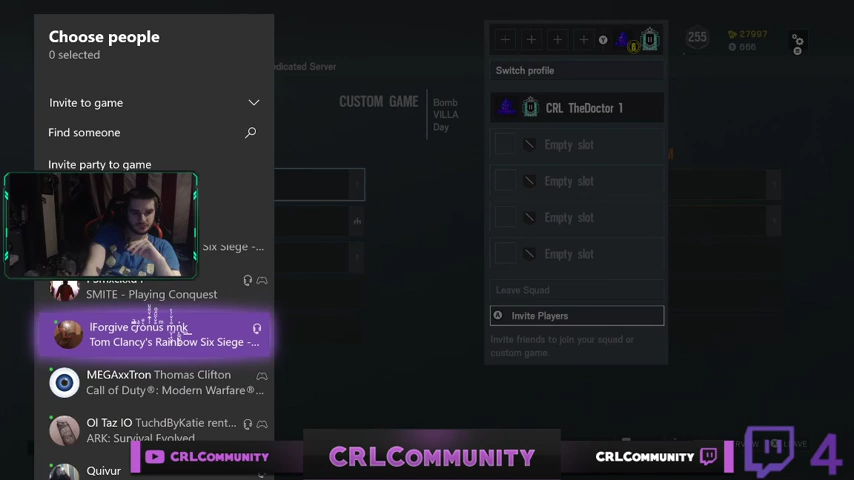 Choose people
0 selected
Invite to game
Find someone
Invite party to game
Six Siege -...
SMITE - Playing Conquest
IForgive cronus mnk
Tom Clancy's Rainbow Six Siege -...
MEGAxxTron Thomas Clifton
Call of Duty®: Modern Warfare®...
Ol Taz IO TuchdByKatie rent...
ARK: Survival Evolved
Quivur
edicated Server
CUSTOM GAME
Bomb
VILLA
Day
Y
255
27997
666
Switch profile
CRL TheDoctor 1
Empty slot
Empty slot
Empty slot
Empty slot
Leave Squad
A Invite Players
Invite friends to join your squad or
custom game.
LEAVE
CRLCommunity
CRLCOMMUNITY
CRLCommunity
4